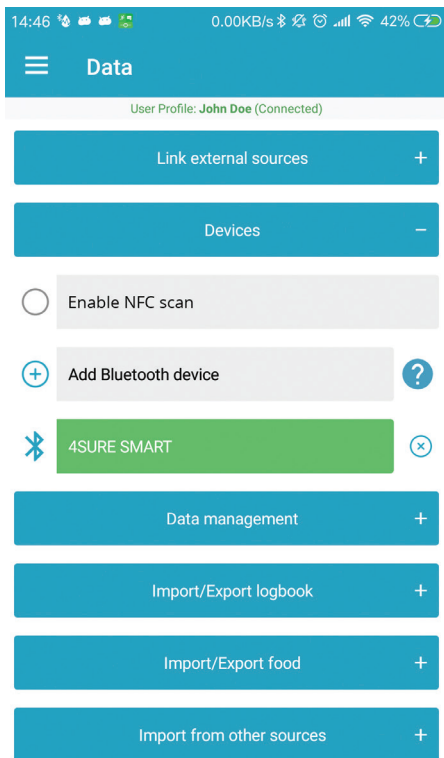 14:46 0.00KB/s 42%
Data
User Profile: John Doe (Connected)
Link external sources +
Devices −
Enable NFC scan
Add Bluetooth device ?
4SURE SMART
Data management +
Import/Export logbook +
Import/Export food +
Import from other sources +